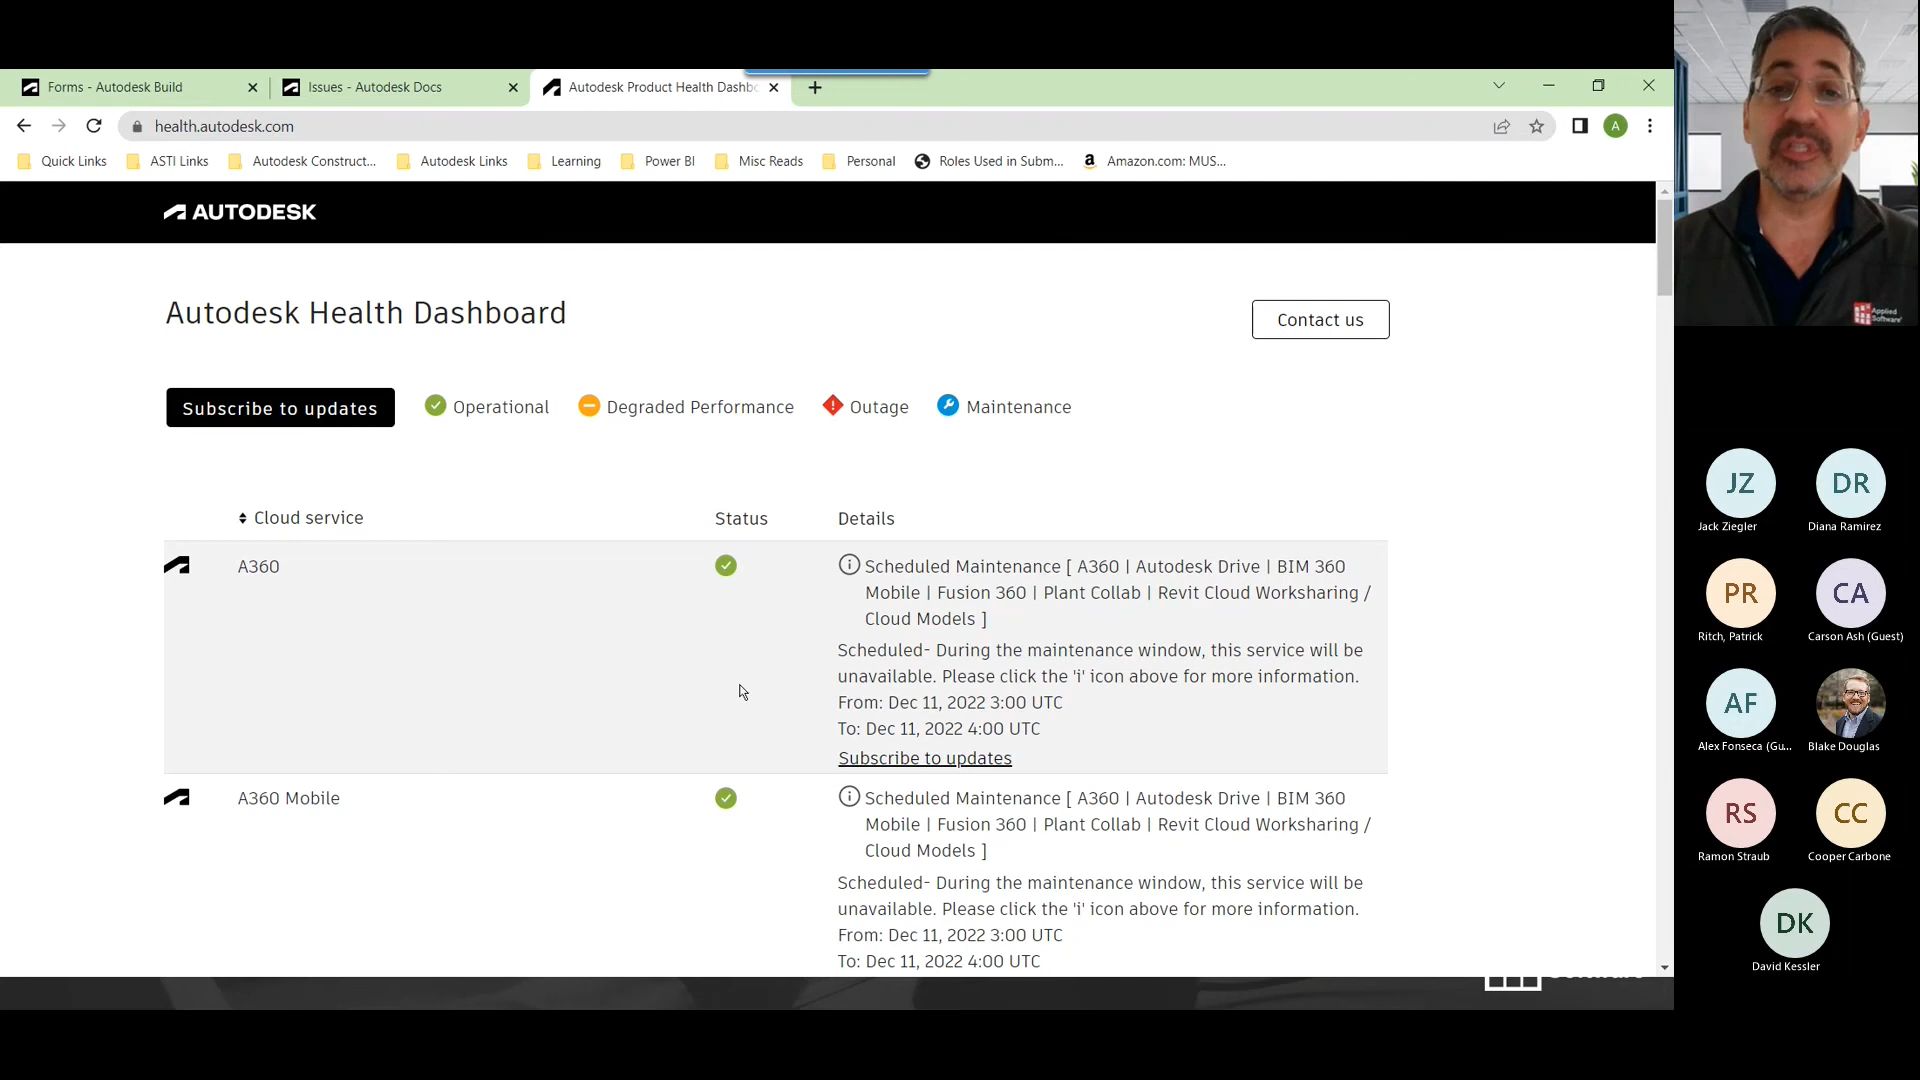 Forms - Autodesk Build
Issues - Autodesk Docs
Autodesk Product Health Dashbo
health.autodesk.com
A
Quick Links
ASTI Links
Autodesk Construct...
Autodesk Links
Learning
Power BI
Misc Reads
Personal
Roles Used in Subm...
Amazon.com: MUS...
AUTODESK
Autodesk Health Dashboard
Contact us
Subscribe to updates
Operational
Degraded Performance
Outage
Maintenance
Cloud service
Status
Details
A360
Scheduled Maintenance [ A360 | Autodesk Drive | BIM 360
Mobile | Fusion 360 | Plant Collab | Revit Cloud Worksharing /
Cloud Models ]
Scheduled- During the maintenance window, this service will be
unavailable. Please click the 'i' icon above for more information.
From: Dec 11, 2022 3:00 UTC
To: Dec 11, 2022 4:00 UTC
Subscribe to updates
A360 Mobile
Scheduled Maintenance [ A360 | Autodesk Drive | BIM 360
Mobile | Fusion 360 | Plant Collab | Revit Cloud Worksharing /
Cloud Models ]
Scheduled- During the maintenance window, this service will be
unavailable. Please click the 'i' icon above for more information.
From: Dec 11, 2022 3:00 UTC
To: Dec 11, 2022 4:00 UTC
Applied
Software
JZ
Jack Ziegler
DR
Diana Ramirez
PR
Ritch, Patrick
CA
Carson Ash (Guest)
AF
Alex Fonseca (Gu...
Blake Douglas
RS
Ramon Straub
CC
Cooper Carbone
DK
David Kessler